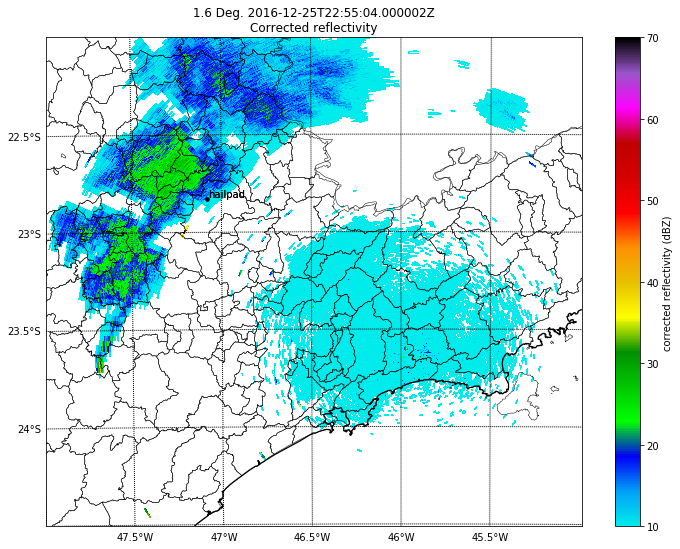 1.6 Deg. 2016-12-25T22:55:04.000002Z
Corrected reflectivity
70
60
50
40
30
20
10
corrected reflectivity (dBZ)
22.5°S
23°S
23.5°S
24°S
hailpad
47.5°W
47°W
46.5°W
46°W
45.5°W